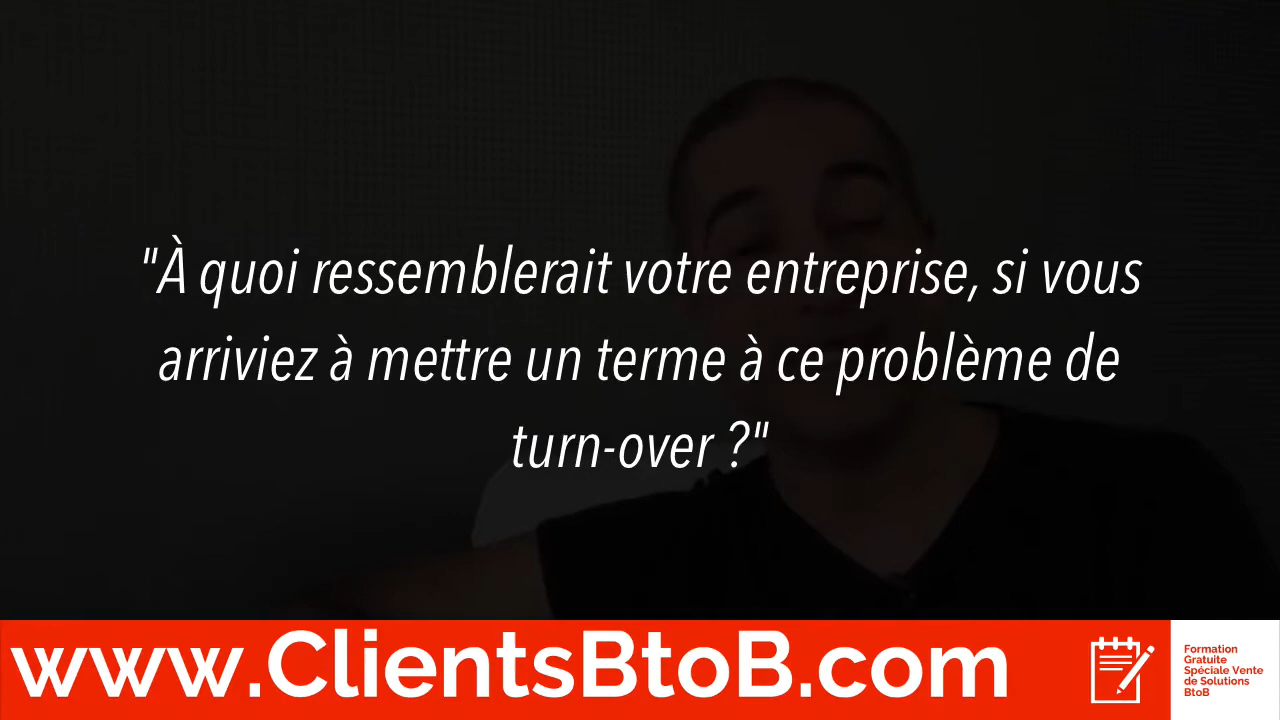 "À quoi ressemblerait votre entreprise, si vous
arriviez à mettre un terme à ce problème de
turn-over ?"
www.ClientsBtoB.com
Formation
Gratuite
Spéciale Vente
de Solutions
BtoB